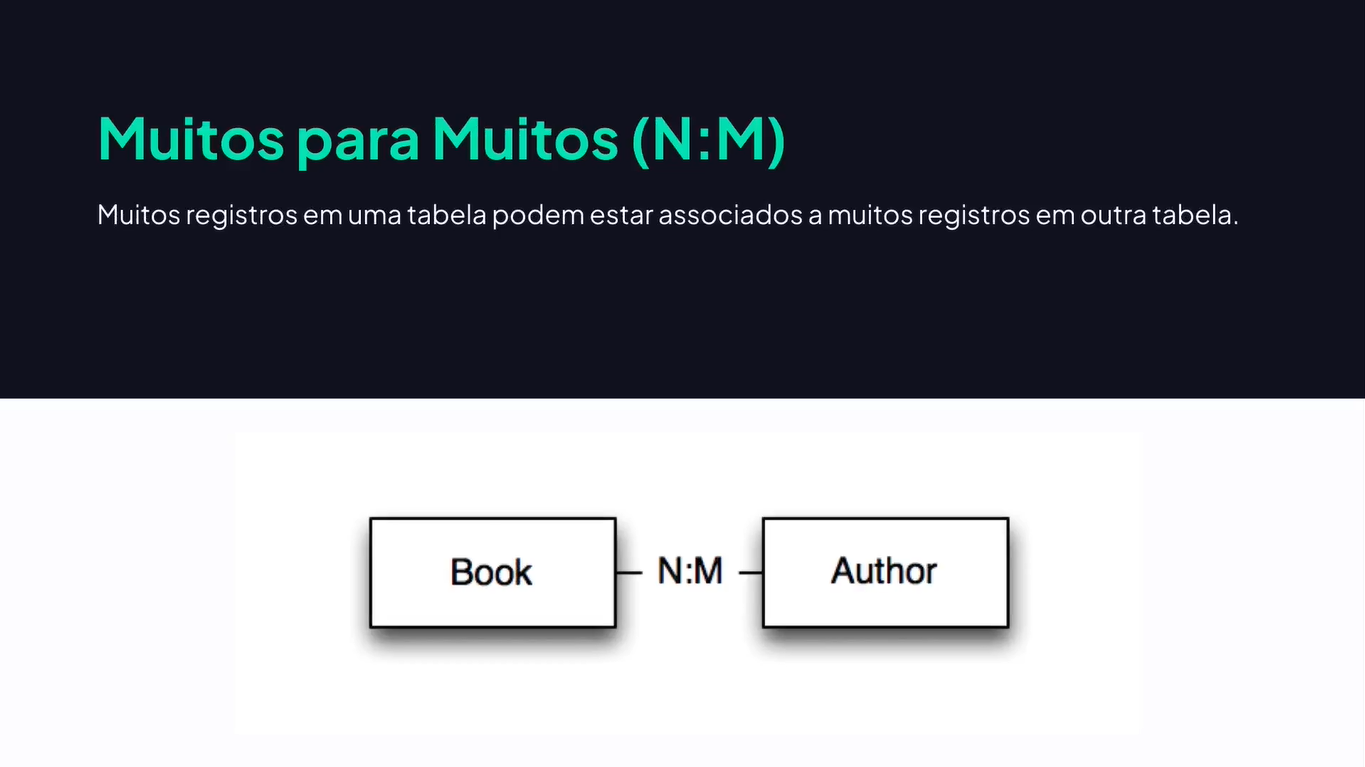 Muitos para Muitos (N:M)
Muitos registros em uma tabela podem estar associados a muitos registros em outra tabela.
Book N:M Author